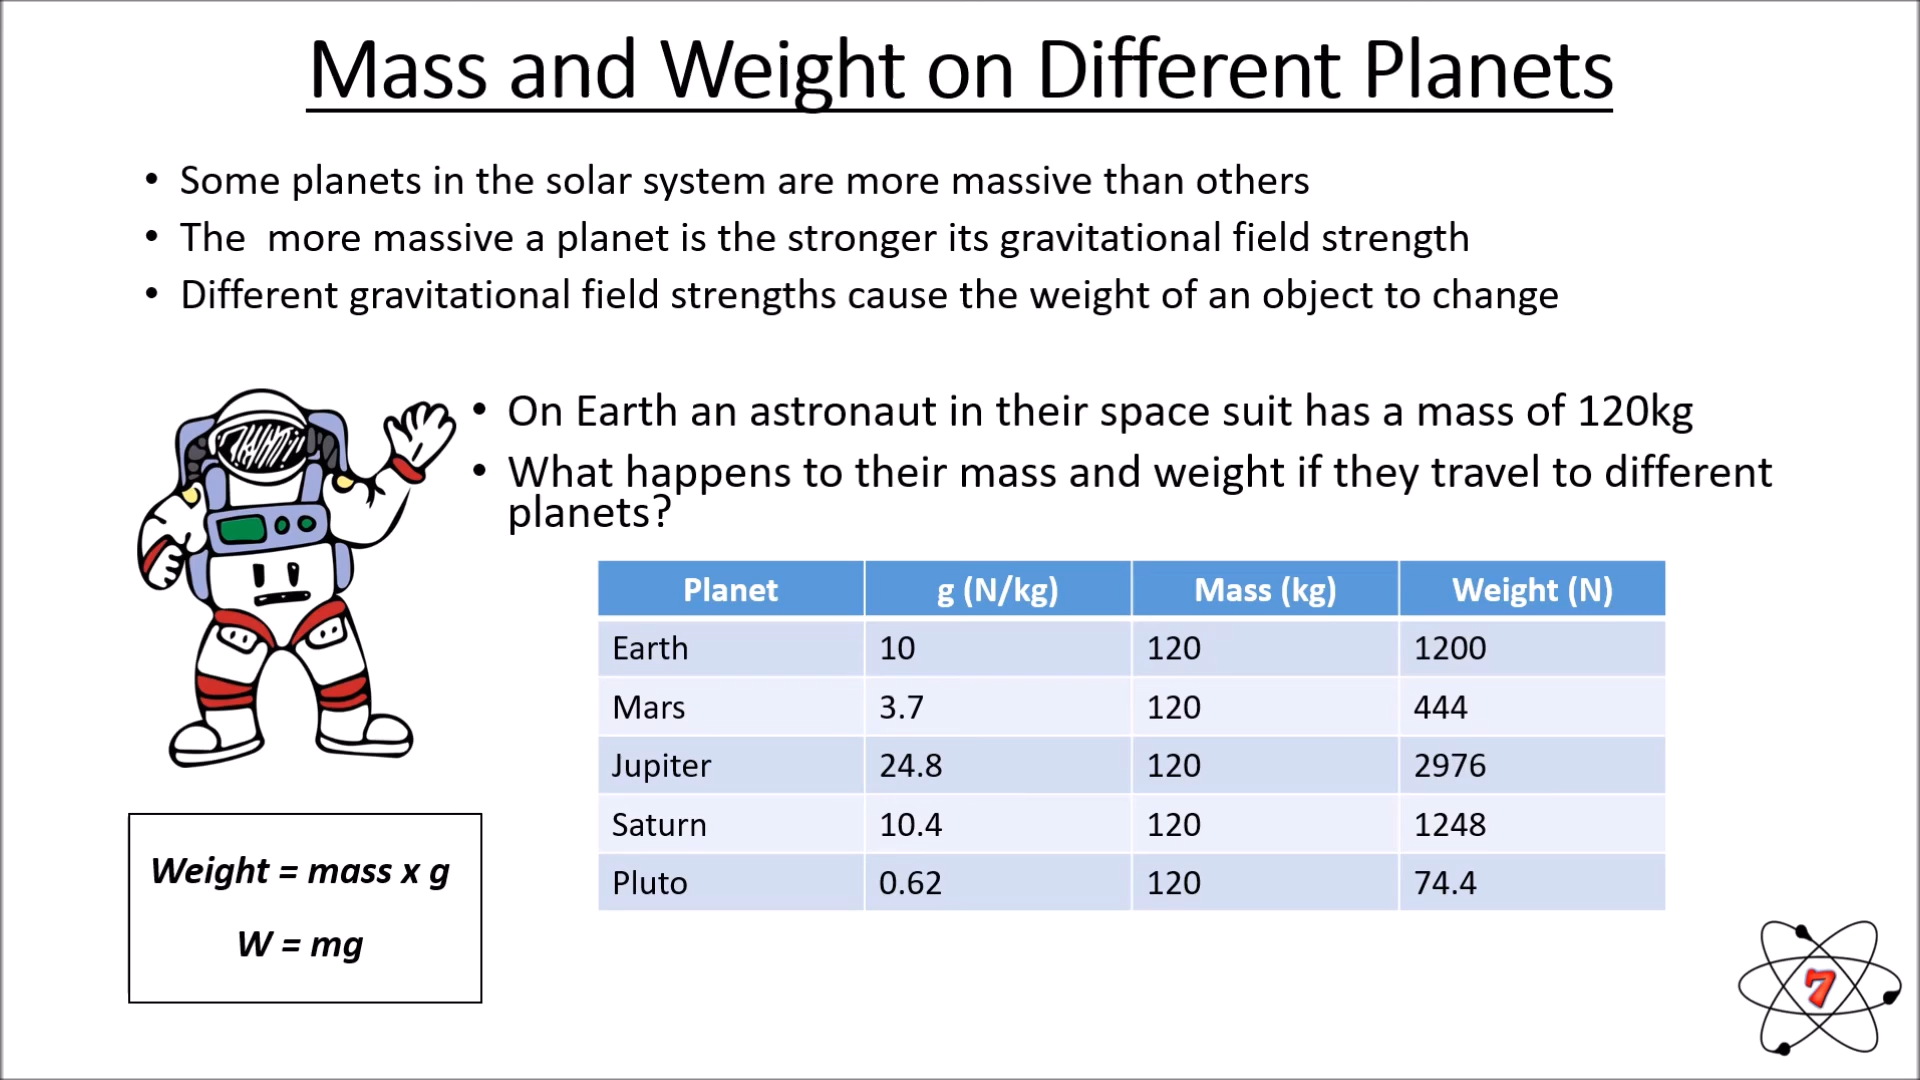 Mass and Weight on Different Planets
• Some planets in the solar system are more massive than others
• The  more massive a planet is the stronger its gravitational field strength
• Different gravitational field strengths cause the weight of an object to change
• On Earth an astronaut in their space suit has a mass of 120kg
• What happens to their mass and weight if they travel to different
planets?
Planet g (N/kg) Mass (kg) Weight (N)
Earth 10 120 1200
Mars 3.7 120 444
Jupiter 24.8 120 2976
Saturn 10.4 120 1248
Pluto 0.62 120 74.4
Weight = mass x g
W = mg
7